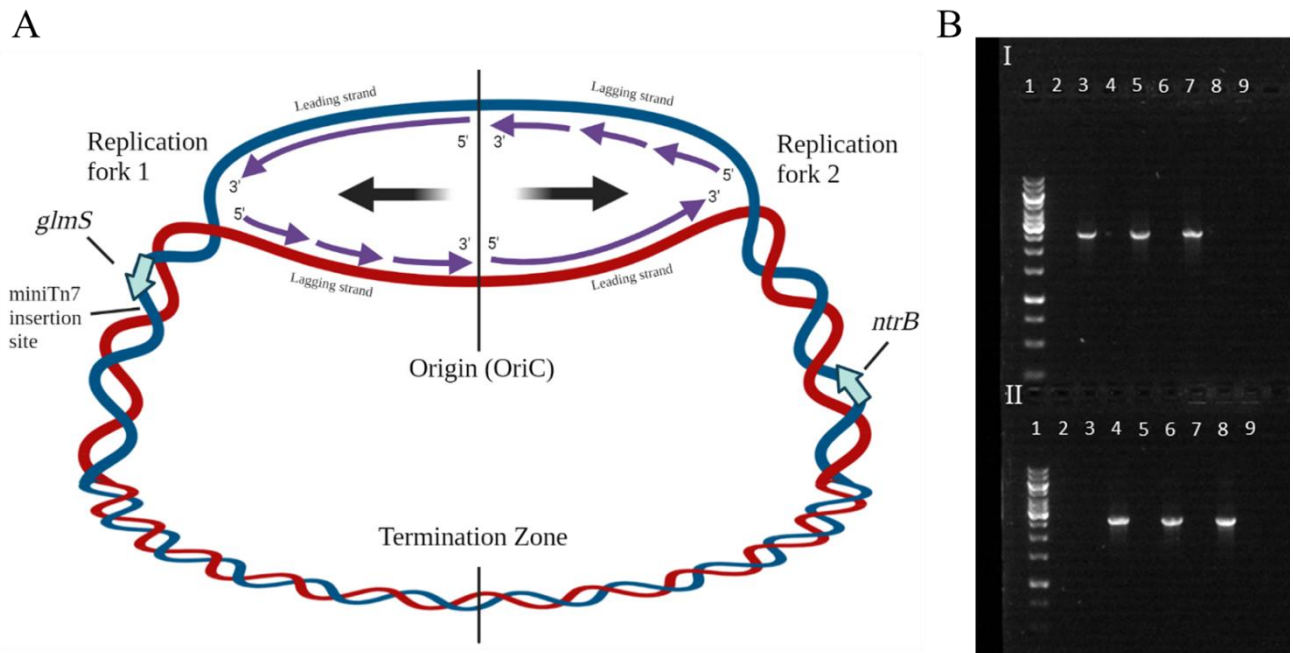 A
B
Leading strand
Lagging strand
Replication
fork 1
Replication
fork 2
5'
3'
3'
5'
5'
3'
3'
5'
glmS
miniTn7
insertion
site
Lagging strand
Leading strand
ntrB
Origin (OriC)
Termination Zone
I
1 2 3 4 5 6 7 8 9
II
1 2 3 4 5 6 7 8 9